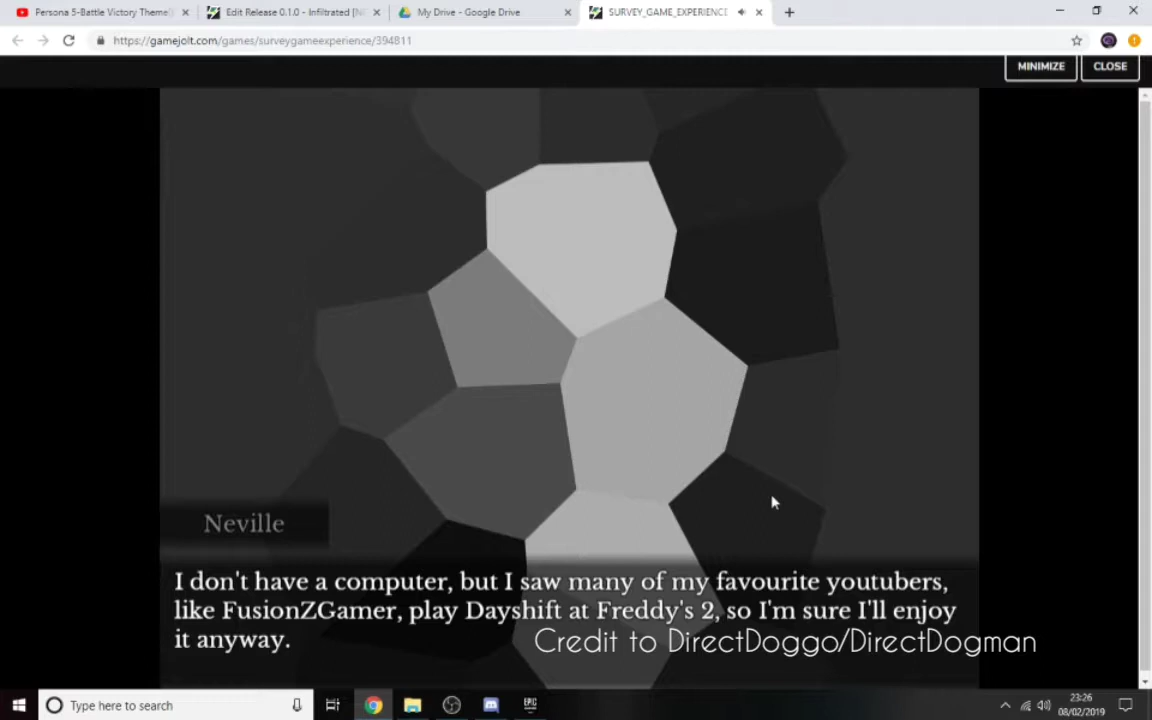 Persona 5-Battle Victory Theme
Edit Release 0.1.0 - Infiltrated [N
My Drive - Google Drive
SURVEY_GAME_EXPERIENCE
https://gamejolt.com/games/surveygameexperience/394811
MINIMIZE
CLOSE
Neville
I don't have a computer, but I saw many of my favourite youtubers,
like FusionZGamer, play Dayshift at Freddy's 2, so I'm sure I'll enjoy
it anyway.
Credit to DirectDoggo/DirectDogman
Type here to search
EPIC
23:26
08/02/2019